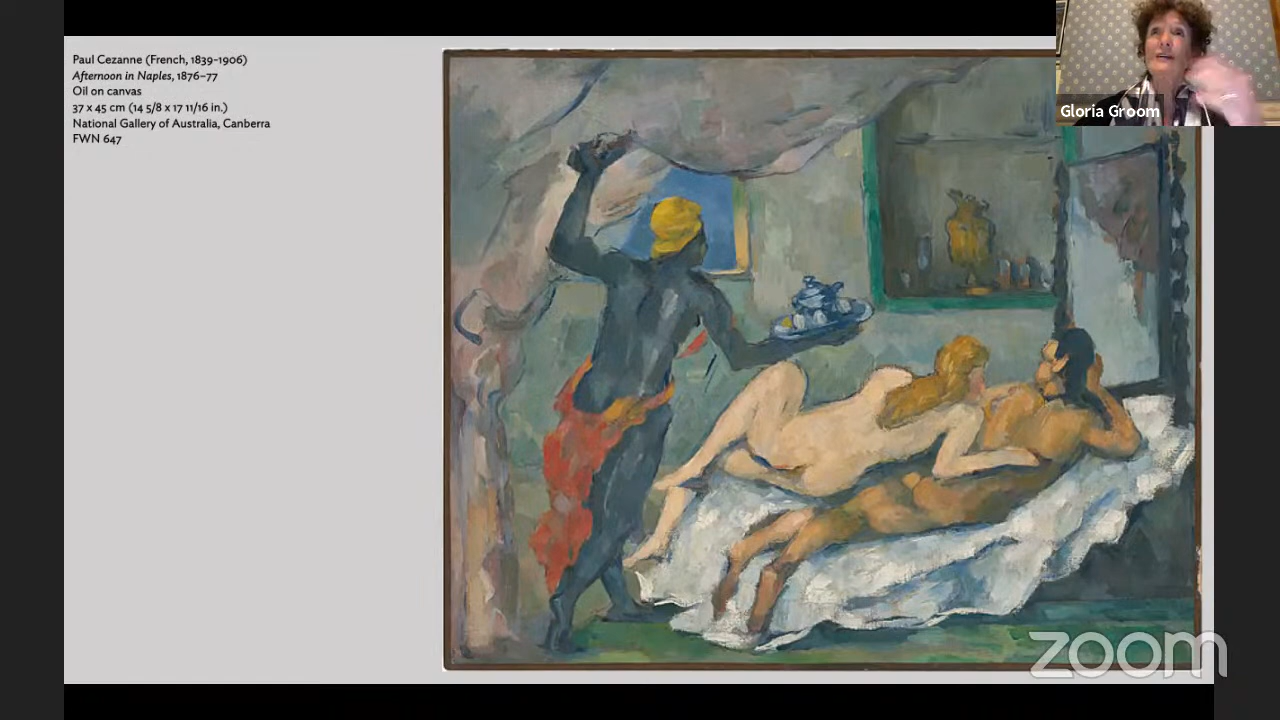 Paul Cezanne (French, 1839-1906)
Afternoon in Naples, 1876–77
Oil on canvas
37 x 45 cm (14 5/8 x 17 11/16 in.)
National Gallery of Australia, Canberra
FWN 647
Gloria Groom
zoom